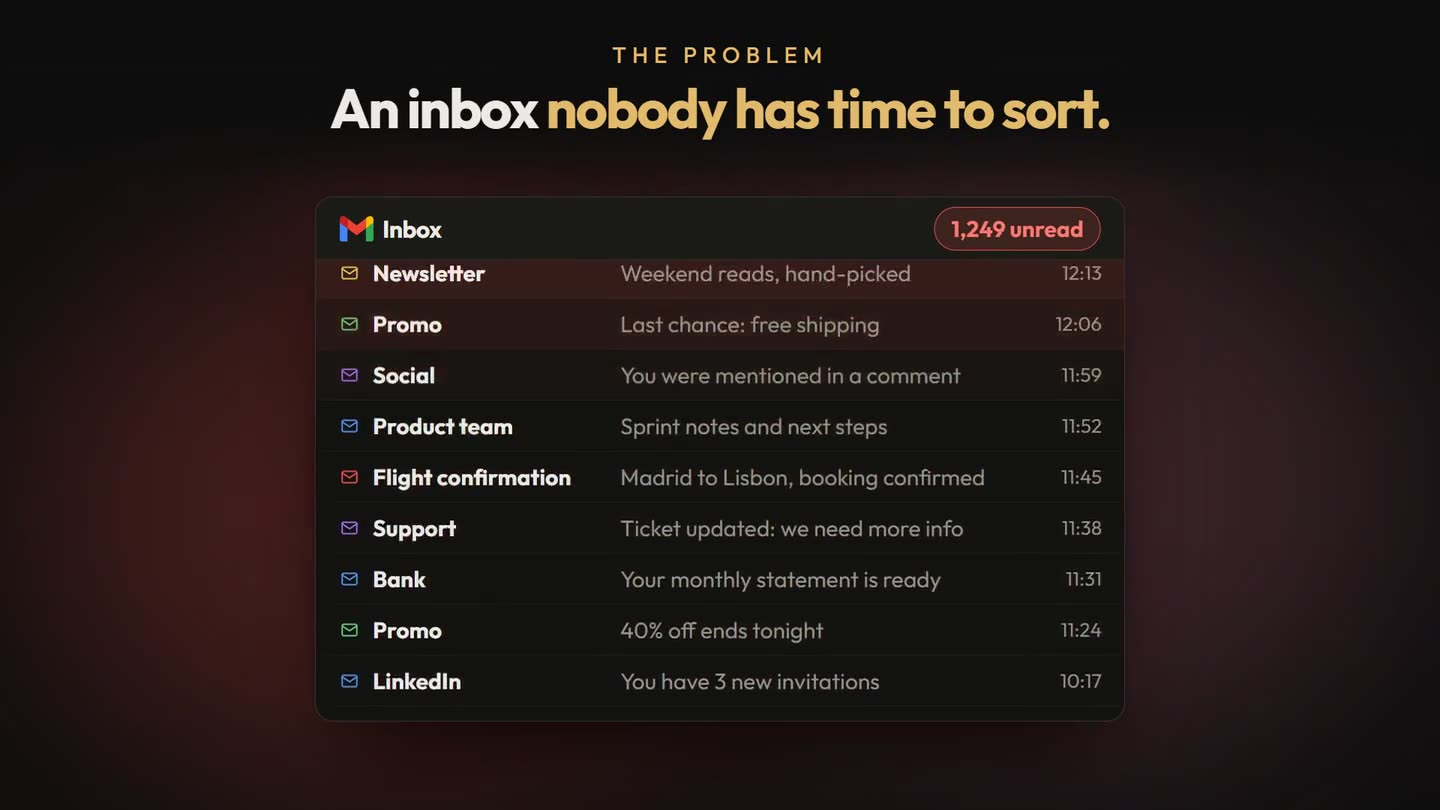 THE PROBLEM
An inbox nobody has time to sort.
Inbox 1,249 unread
Newsletter Weekend reads, hand-picked 12:13
Promo Last chance: free shipping 12:06
Social You were mentioned in a comment 11:59
Product team Sprint notes and next steps 11:52
Flight confirmation Madrid to Lisbon, booking confirmed 11:45
Support Ticket updated: we need more info 11:38
Bank Your monthly statement is ready 11:31
Promo 40% off ends tonight 11:24
LinkedIn You have 3 new invitations 10:17